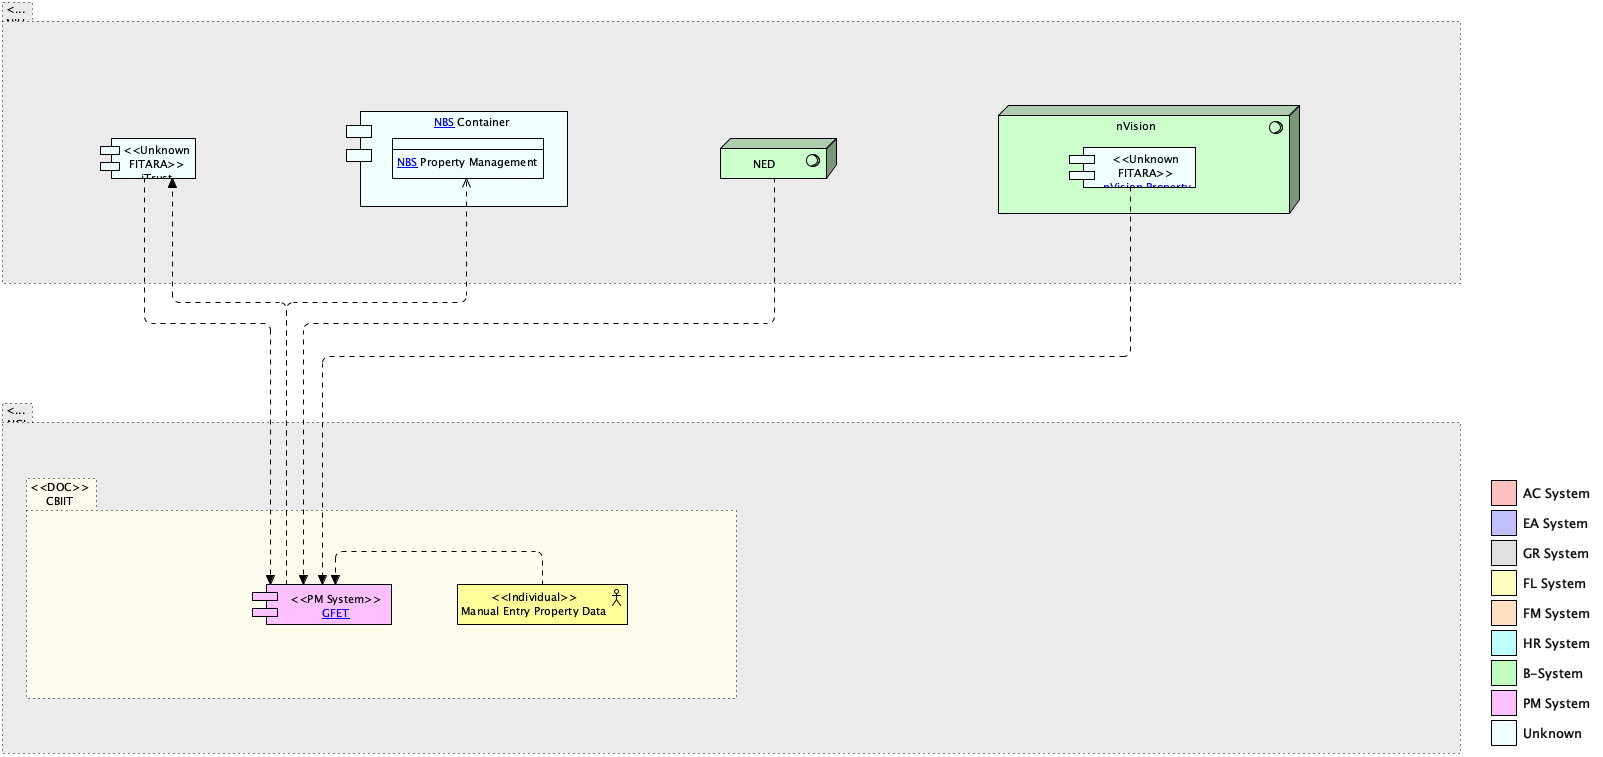 <...
<<Unknown
FITARA>>
iTrust
NBS Container
NBS Property Management
NED
nVision
<<Unknown
FITARA>>
nVision Property
<...
<<DOC>>
CBIIT
<<PM System>>
GFET
<<Individual>>
Manual Entry Property Data
AC System
EA System
GR System
FL System
FM System
HR System
B-System
PM System
Unknown